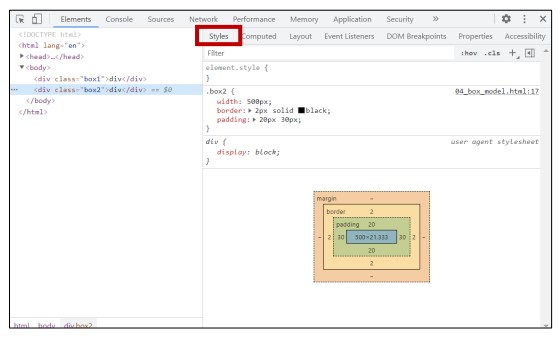 Elements Console Sources Network Performance Memory Application Security »
<!DOCTYPE html>
<html lang="en">
▶<head>…</head>
▼<body>
<div class="box1">div</div>
<div class="box2">div</div> == $0
</body>
</html>
html body div.box2
Styles Computed Layout Event Listeners DOM Breakpoints Properties Accessibility
Filter :hov .cls +
element.style {
}
.box2 { 04_box_model.html:17
width: 500px;
border:▶ 2px solid black;
padding:▶ 20px 30px;
}
div { user agent stylesheet
display: block;
}
margin -
border 2
padding 20
- 2 30 500×21.333 30 2 -
20
2
-